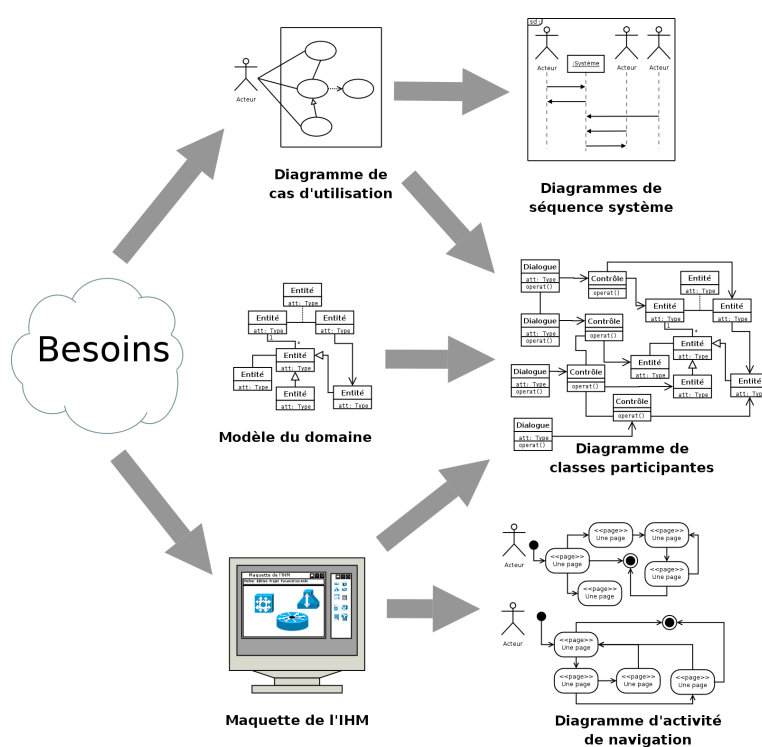 Acteur
Diagramme de
cas d'utilisation
sd :
Acteur
:Système
Acteur
Acteur
Diagrammes de
séquence système
Besoins
Entité
att: Type
Entité
att: Type
Entité
att: Type
1
*
Entité
att: Type
Entité
att: Type
Entité
att: Type
Entité
att: Type
Modèle du domaine
Dialogue
att: Type
operat()
Contrôle
operat()
Entité
att: Type
Entité
att: Type
Entité
att: Type
1
*
Dialogue
att: Type
operat()
Contrôle
operat()
Entité
att: Type
Entité
att: Type
Dialogue
att: Type
operat()
Contrôle
operat()
Entité
att: Type
Entité
att: Typ
Contrôle
operat()
Dialogue
att: Type
operat()
Diagramme de
classes participantes
Maquette de l'IHM
Maquette de l'IHM
Acteur
<<page>>
Une page
<<page>>
Une page
<<page>>
Une page
<<page>>
Une page
<<page>>
Une page
Acteur
<<page>>
Une page
<<page>>
Une page
<<page>>
Une page
<<page>>
Une page
Diagramme d'activité
de navigation